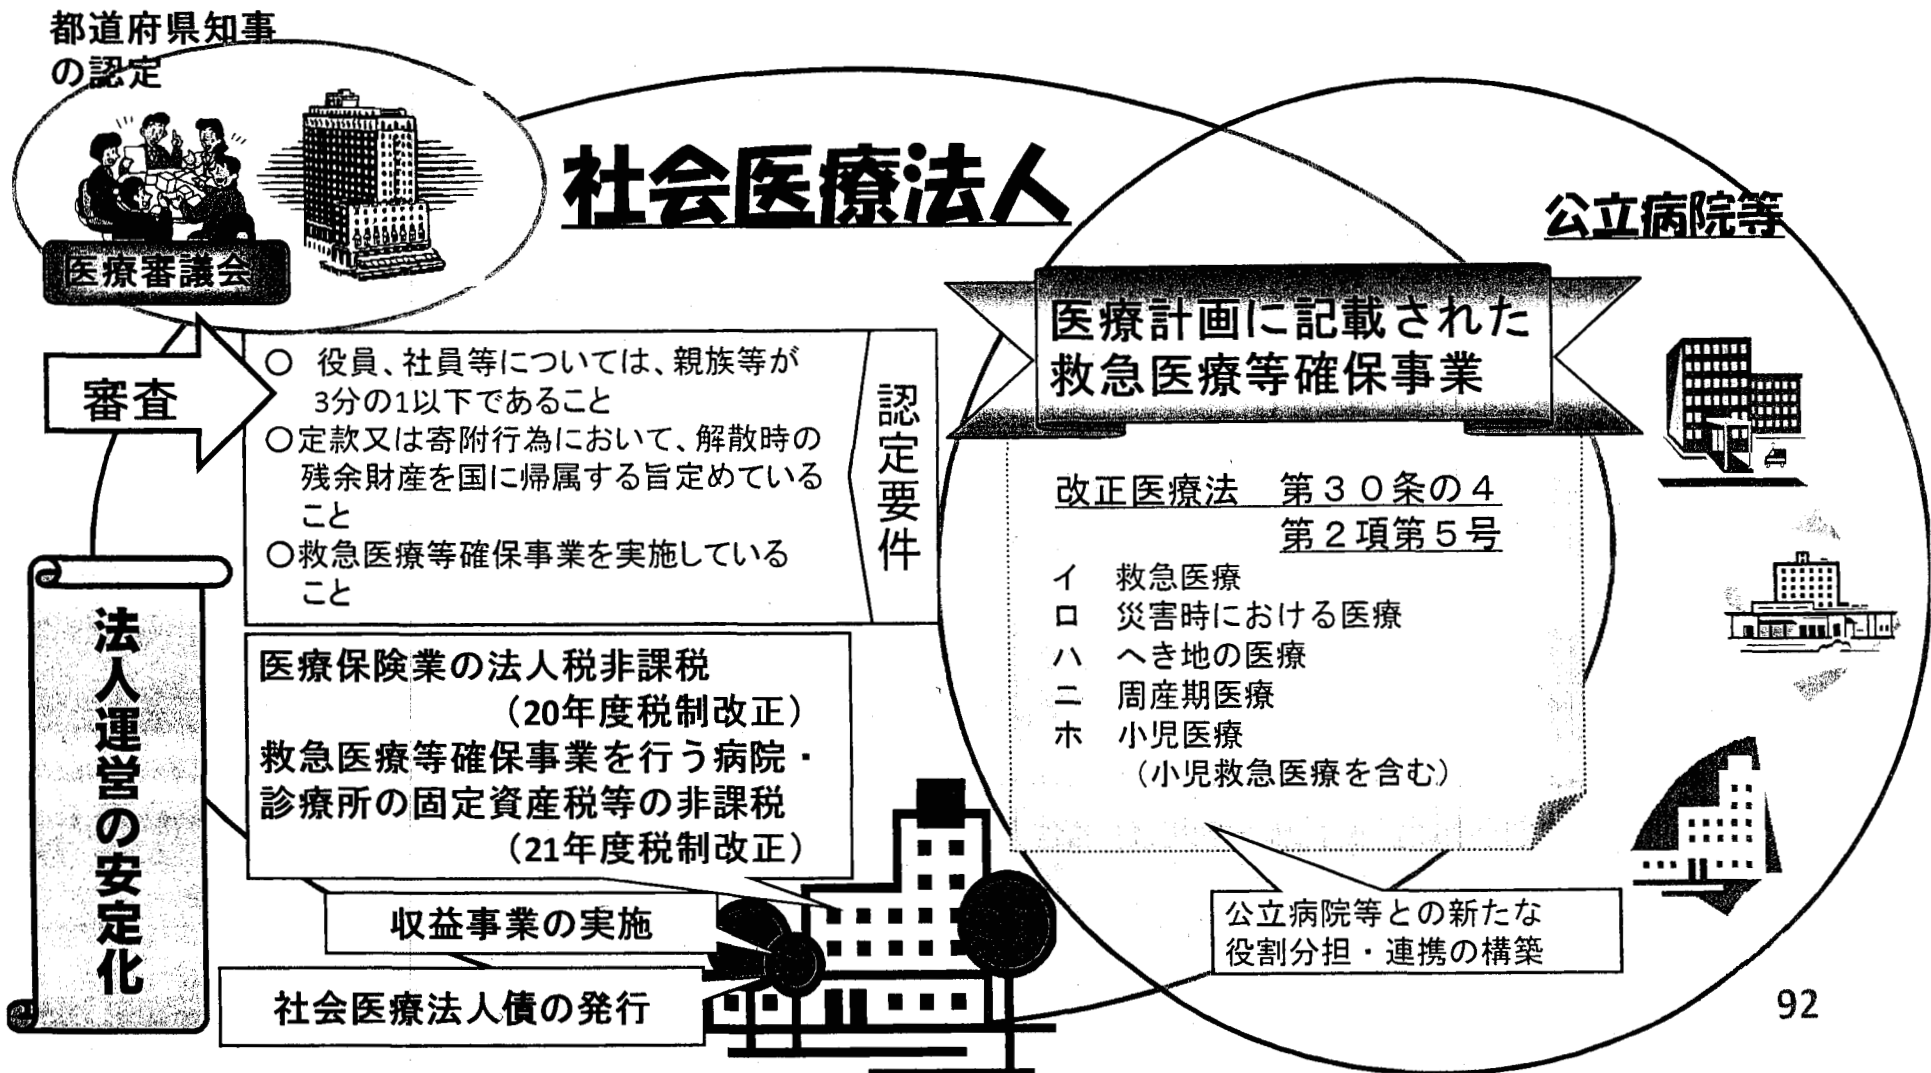 都道府県知事
の認定
医療審議会
社会医療法人
公立病院等
審査
○ 役員、社員等については、親族等が
3分の1以下であること
○定款又は寄附行為において、解散時の
残余財産を国に帰属する旨定めている
こと
○救急医療等確保事業を実施している
こと
認定要件
医療計画に記載された
救急医療等確保事業
改正医療法 第30条の4
第2項第5号
イ 救急医療
ロ 災害時における医療
ハ へき地の医療
ニ 周産期医療
ホ 小児医療
(小児救急医療を含む)
法人運営の安定化
医療保険業の法人税非課税
(20年度税制改正)
救急医療等確保事業を行う病院・
診療所の固定資産税等の非課税
(21年度税制改正)
収益事業の実施
社会医療法人債の発行
公立病院等との新たな
役割分担・連携の構築
92